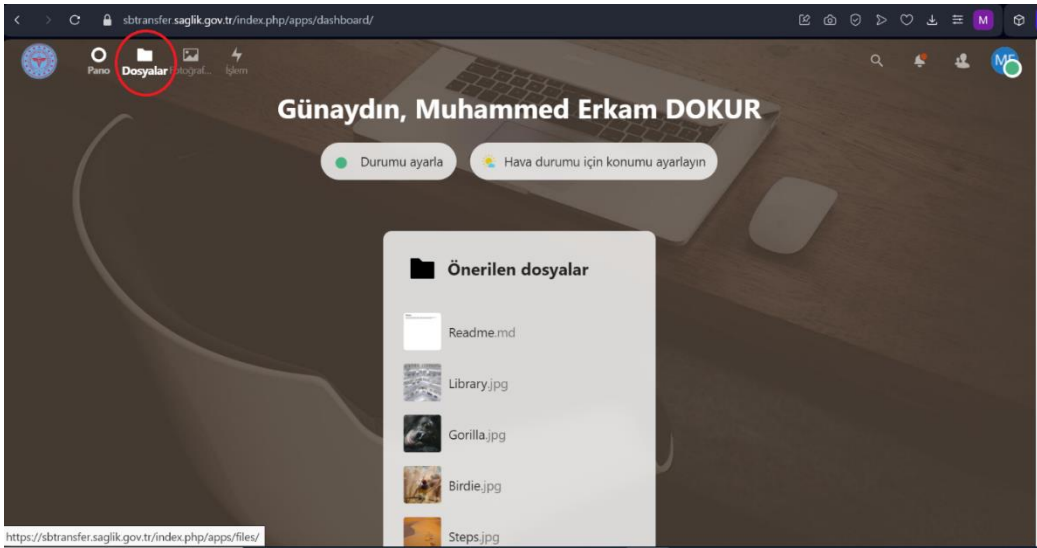 sbtransfer.saglik.gov.tr/index.php/apps/dashboard/
M
Pano Dosyalar Fotoğraf... İşlem
ME
Günaydın, Muhammed Erkam DOKUR
Durumu ayarla
Hava durumu için konumu ayarlayın
Önerilen dosyalar
Readme.md
Library.jpg
Gorilla.jpg
Birdie.jpg
Steps.jpg
https://sbtransfer.saglik.gov.tr/index.php/apps/files/